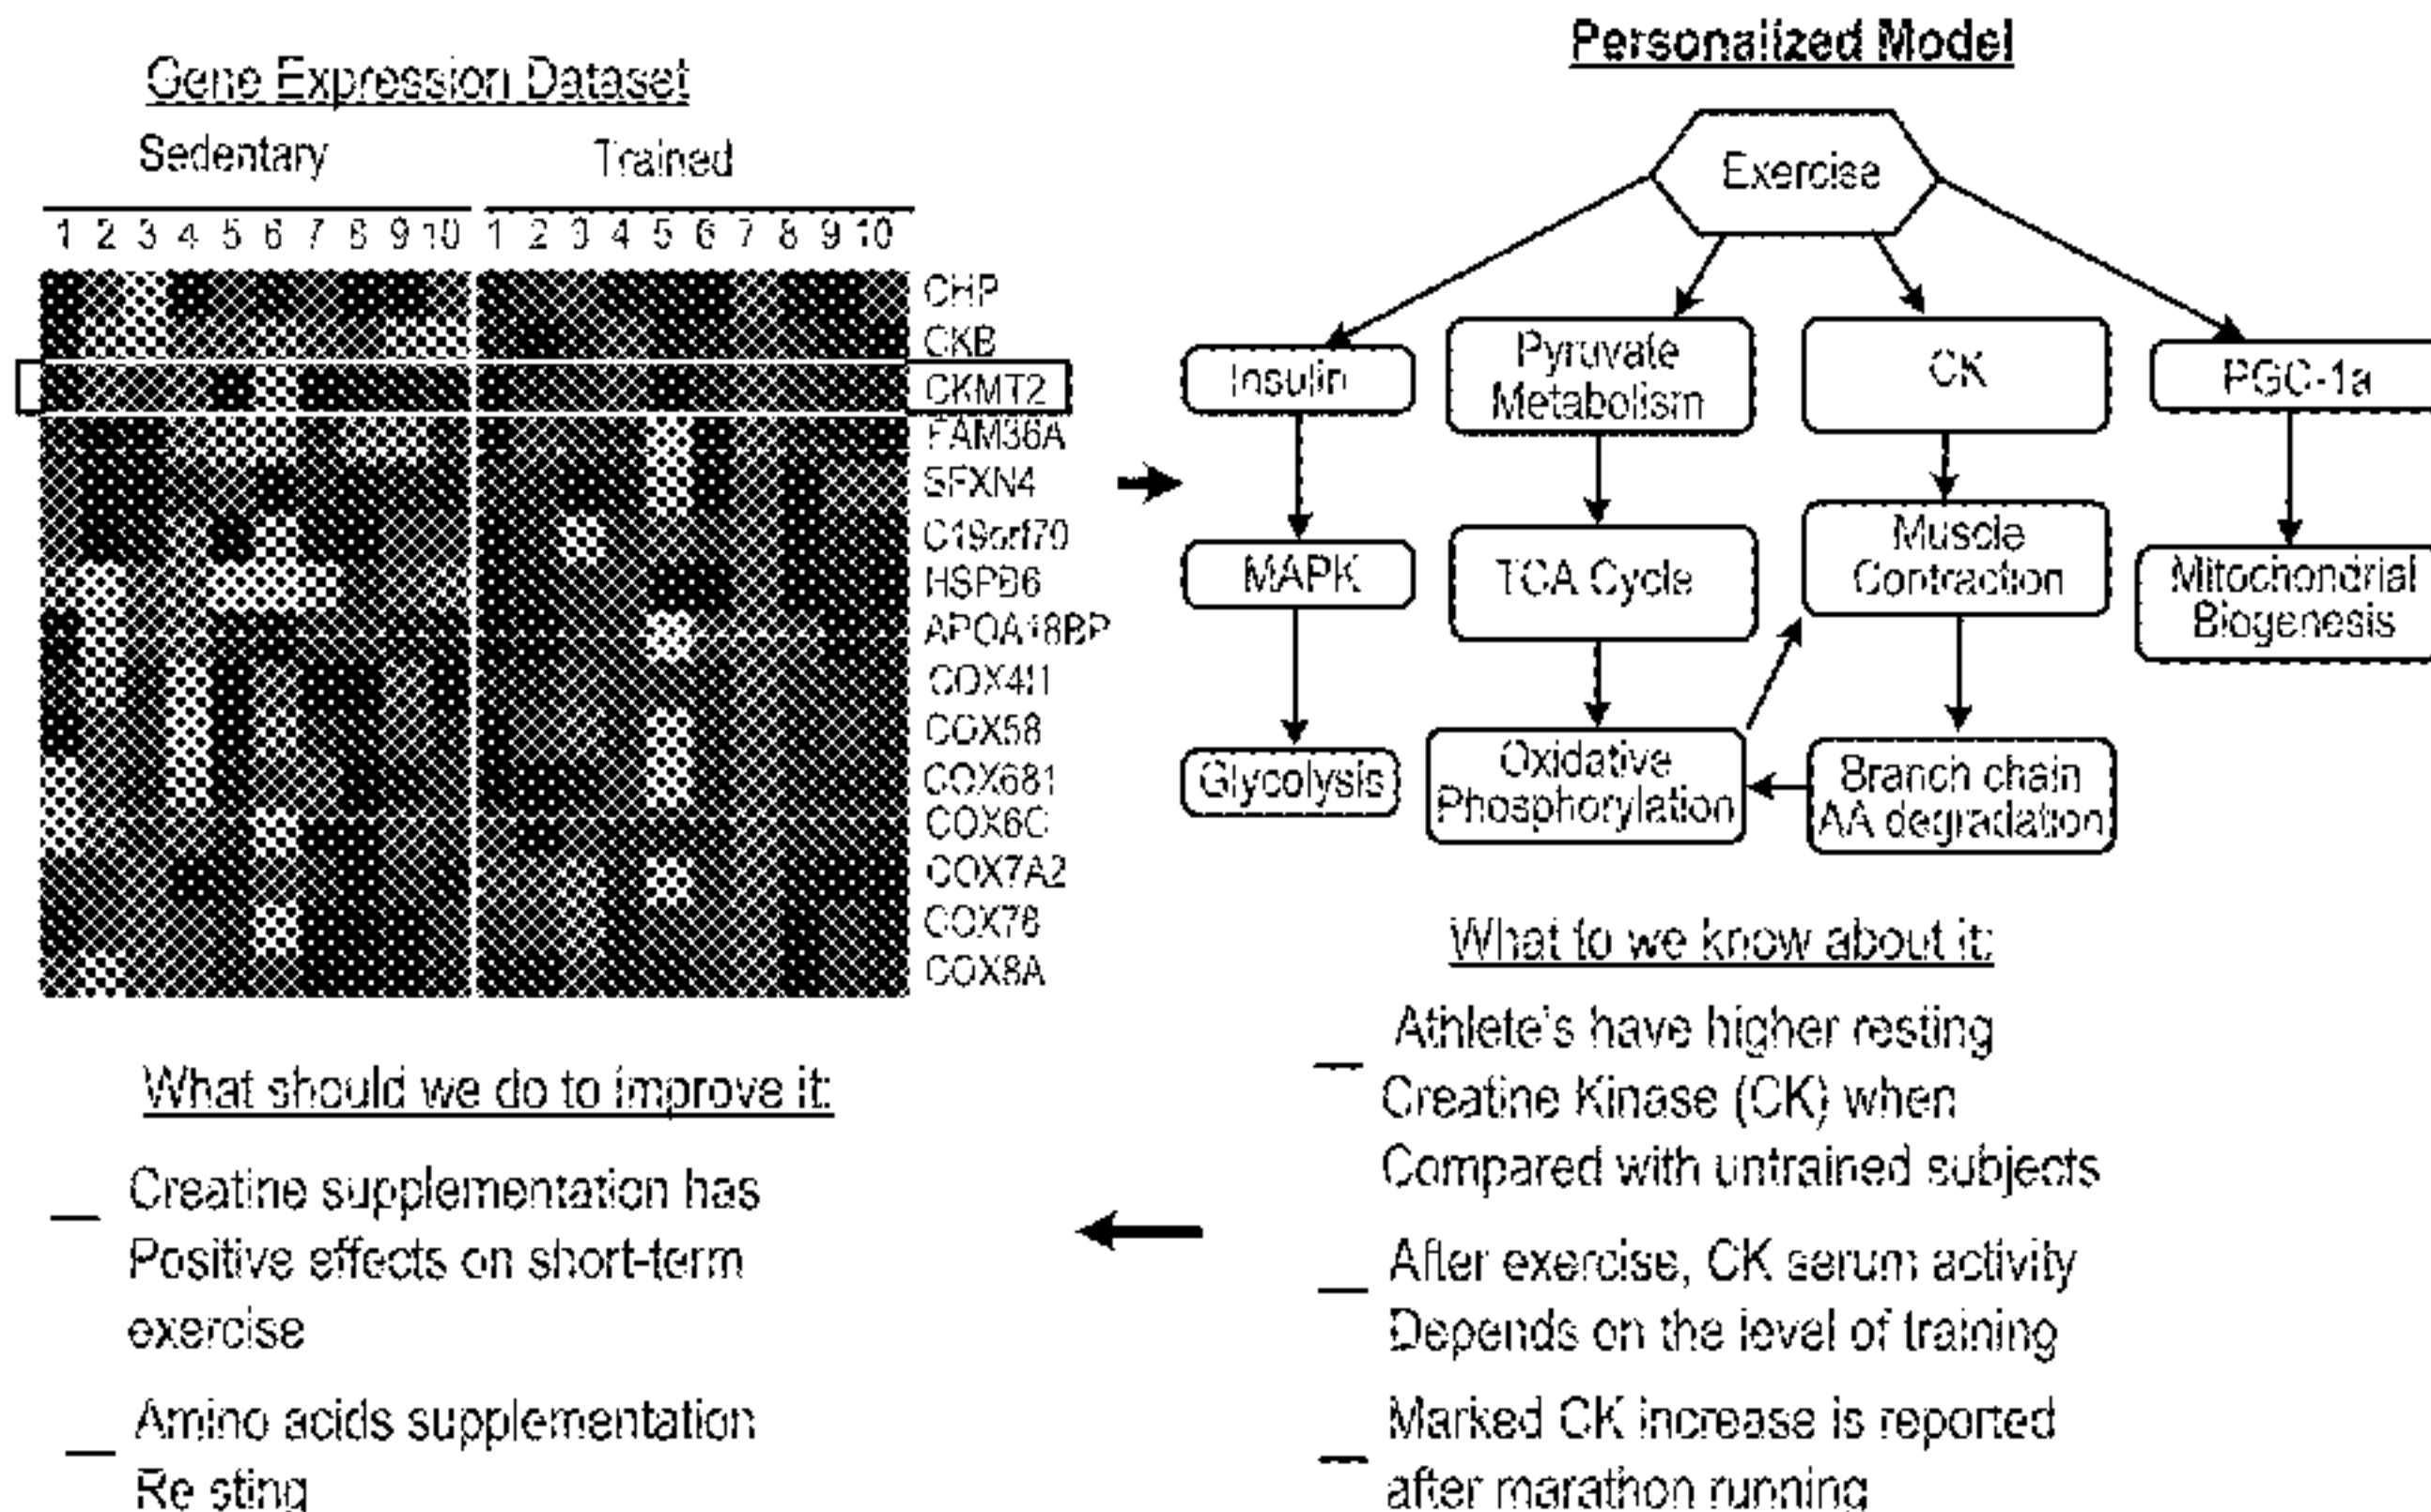 Gene Expression Dataset
Sedentary Trained
1 2 3 4 5 6 7 8 9 10 1 2 3 4 5 6 7 8 9 10
CHP
CKB
CKMT2
FAM36A
SFXN4
C19orf70
HSPB6
APOA18BP
COX4I1
COX58
COX681
COX6C
COX7A2
COX76
COX8A
Personalized Model
Exercise
Insulin
Pyruvate
Metabolism
CK
PGC-1a
MAPK
TCA Cycle
Muscle
Contraction
Mitochondrial
Biogenesis
Glycolysis
Oxidative
Phosphorylation
Branch chain
AA degradation
What to we know about it:
Athlete's have higher resting
Creatine Kinase (CK) when
Compared with untrained subjects
After exercise, CK serum activity
Depends on the level of training
Marked CK increase is reported
after marathon running
What should we do to improve it:
Creatine supplementation has
Positive effects on short-term
exercise
Amino acids supplementation
Re sting